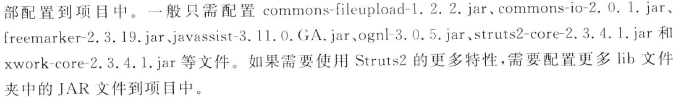 部配置到项目中。一般只需配置 commons-fileupload-1.2.2.jar、commons-io-2.0.1.jar、
freemarker-2.3.19.jar、javassist-3.11.0.GA.jar、ognl-3.0.5.jar、struts2-core-2.3.4.1.jar 和
xwork-core-2.3.4.1.jar 等文件。如果需要使用 Struts2 的更多特性,需要配置更多 lib 文件
夹中的 JAR 文件到项目中。